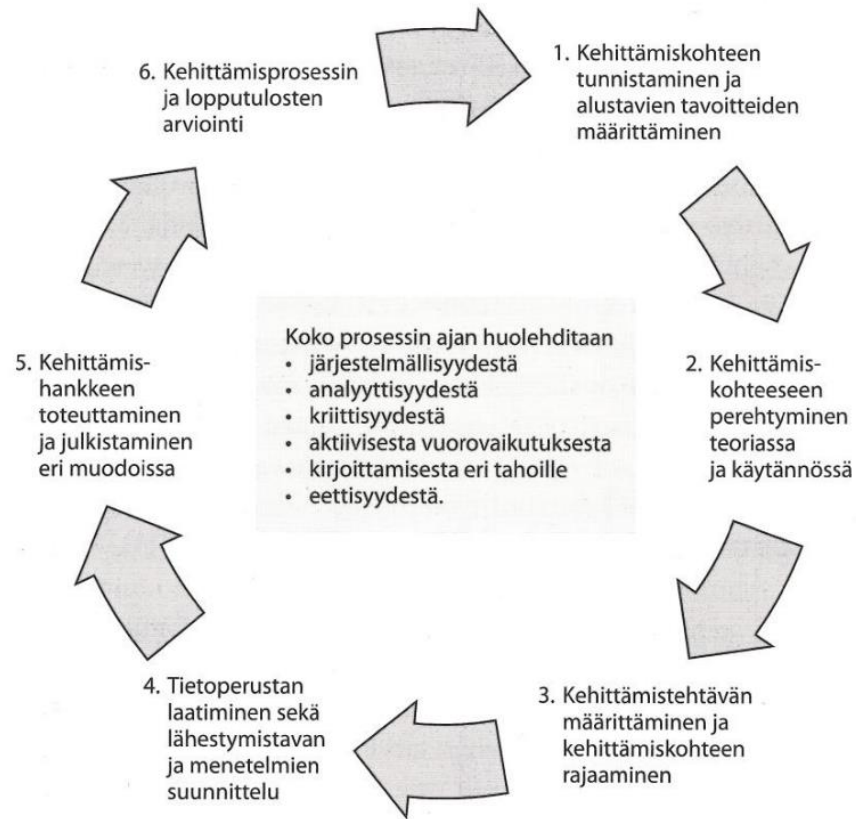 1. Kehittämiskohteen
tunnistaminen ja
alustavien tavoitteiden
määrittäminen
2. Kehittämis-
kohteeseen
perehtyminen
teoriassa
ja käytännössä
3. Kehittämistehtävän
määrittäminen ja
kehittämiskohteen
rajaaminen
4. Tietoperustan
laatiminen sekä
lähestymistavan
ja menetelmien
suunnittelu
5. Kehittämis-
hankkeen
toteuttaminen
ja julkistaminen
eri muodoissa
6. Kehittämisprosessin
ja lopputulosten
arviointi
Koko prosessin ajan huolehditaan
• järjestelmällisyydestä
• analyyttisyydestä
• kriittisyydestä
• aktiivisesta vuorovaikutuksesta
• kirjoittamisesta eri tahoille
• eettisyydestä.